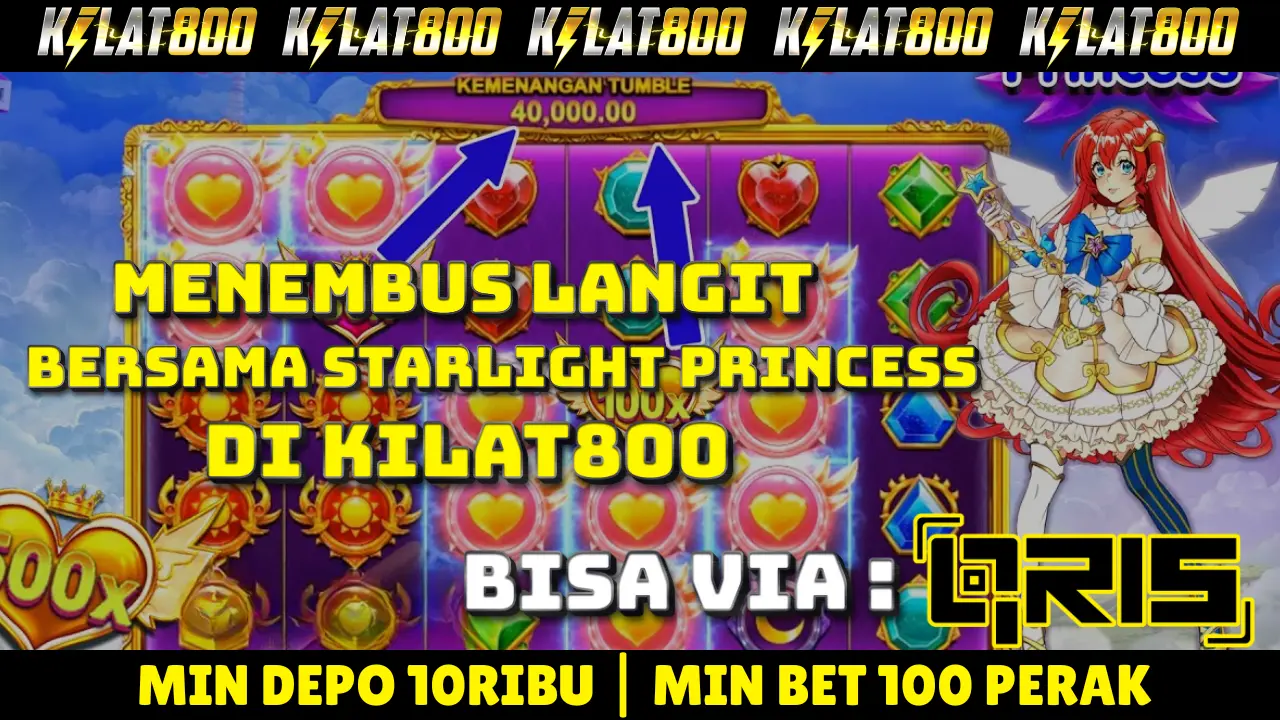 KILAT800 KILAT800 KILAT800 KILAT800 KILAT800
PRINCESS
KEMENANGAN TUMBLE
40,000.00
MENEMBUS LANGIT
BERSAMA STARLIGHT PRINCESS
100x
DI KILAT800
500x
BISA VIA : QRIS
MIN DEPO 10RIBU | MIN BET 100 PERAK